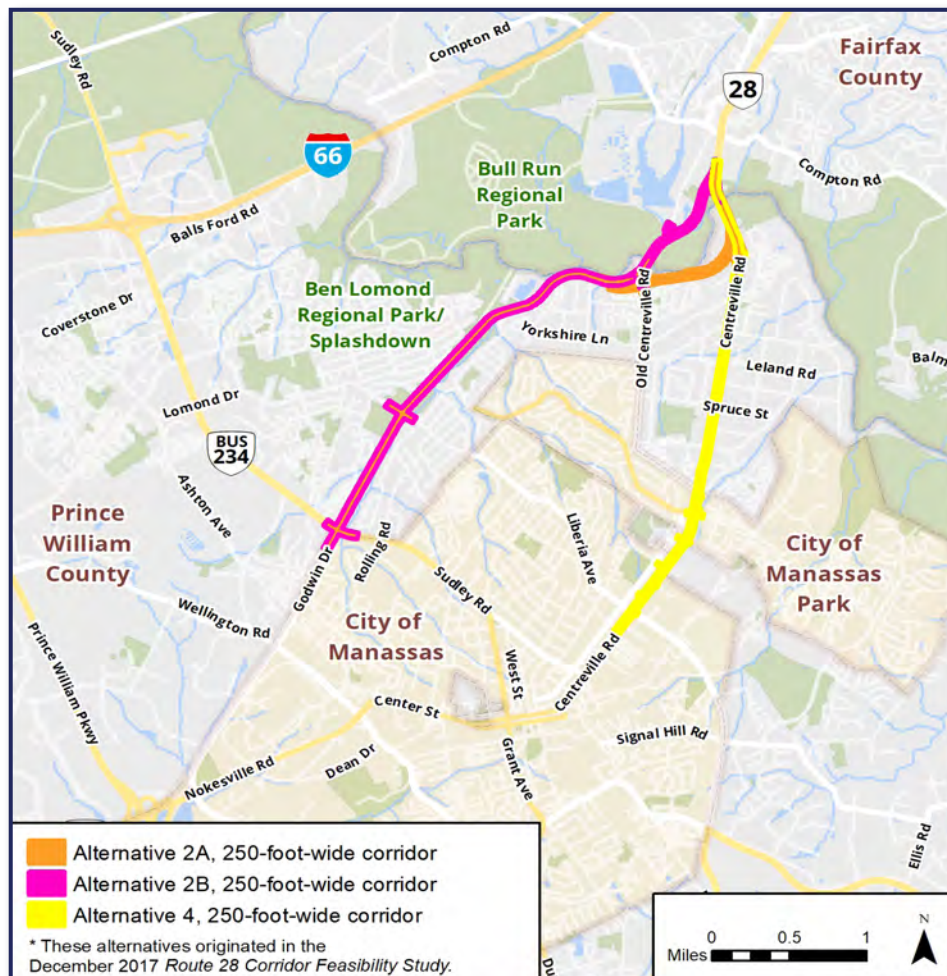 Sudley Rd
Compton Rd
Fairfax
County
28
66
Compton Rd
Bull Run
Regional
Park
Balls Ford Rd
Coverstone Dr
Ben Lomond
Regional Park/
Splashdown
Yorkshire Ln
Old Centreville Rd
Centreville Rd
Leland Rd
Spruce St
Lomond Dr
BUS
234
Ashton Ave
Prince
William
County
Godwin Dr
Rolling Rd
Sudley Rd
Liberia Ave
City of
Manassas
Park
Wellington Rd
City of
Manassas
West St
Centreville Rd
Prince William Pkwy
Center St
Signal Hill Rd
Nokesville Rd
Dean Dr
Grant Ave
Ellis Rd
Alternative 2A, 250-foot-wide corridor
Alternative 2B, 250-foot-wide corridor
Alternative 4, 250-foot-wide corridor
* These alternatives originated in the
December 2017 Route 28 Corridor Feasibility Study.
N
0 0.5 1
Miles